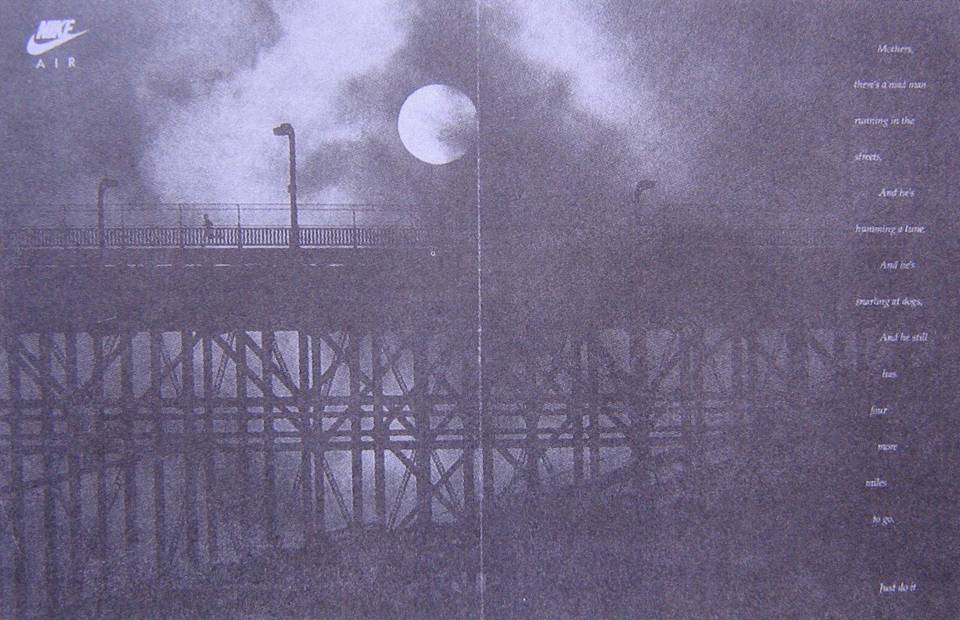 NIKE
AIR
Mothers,
there's a mad man
running in the
streets,
And he's
humming a tune,
And he's
snarling at dogs,
And he still
has
four
more
miles
to go.
Just do it